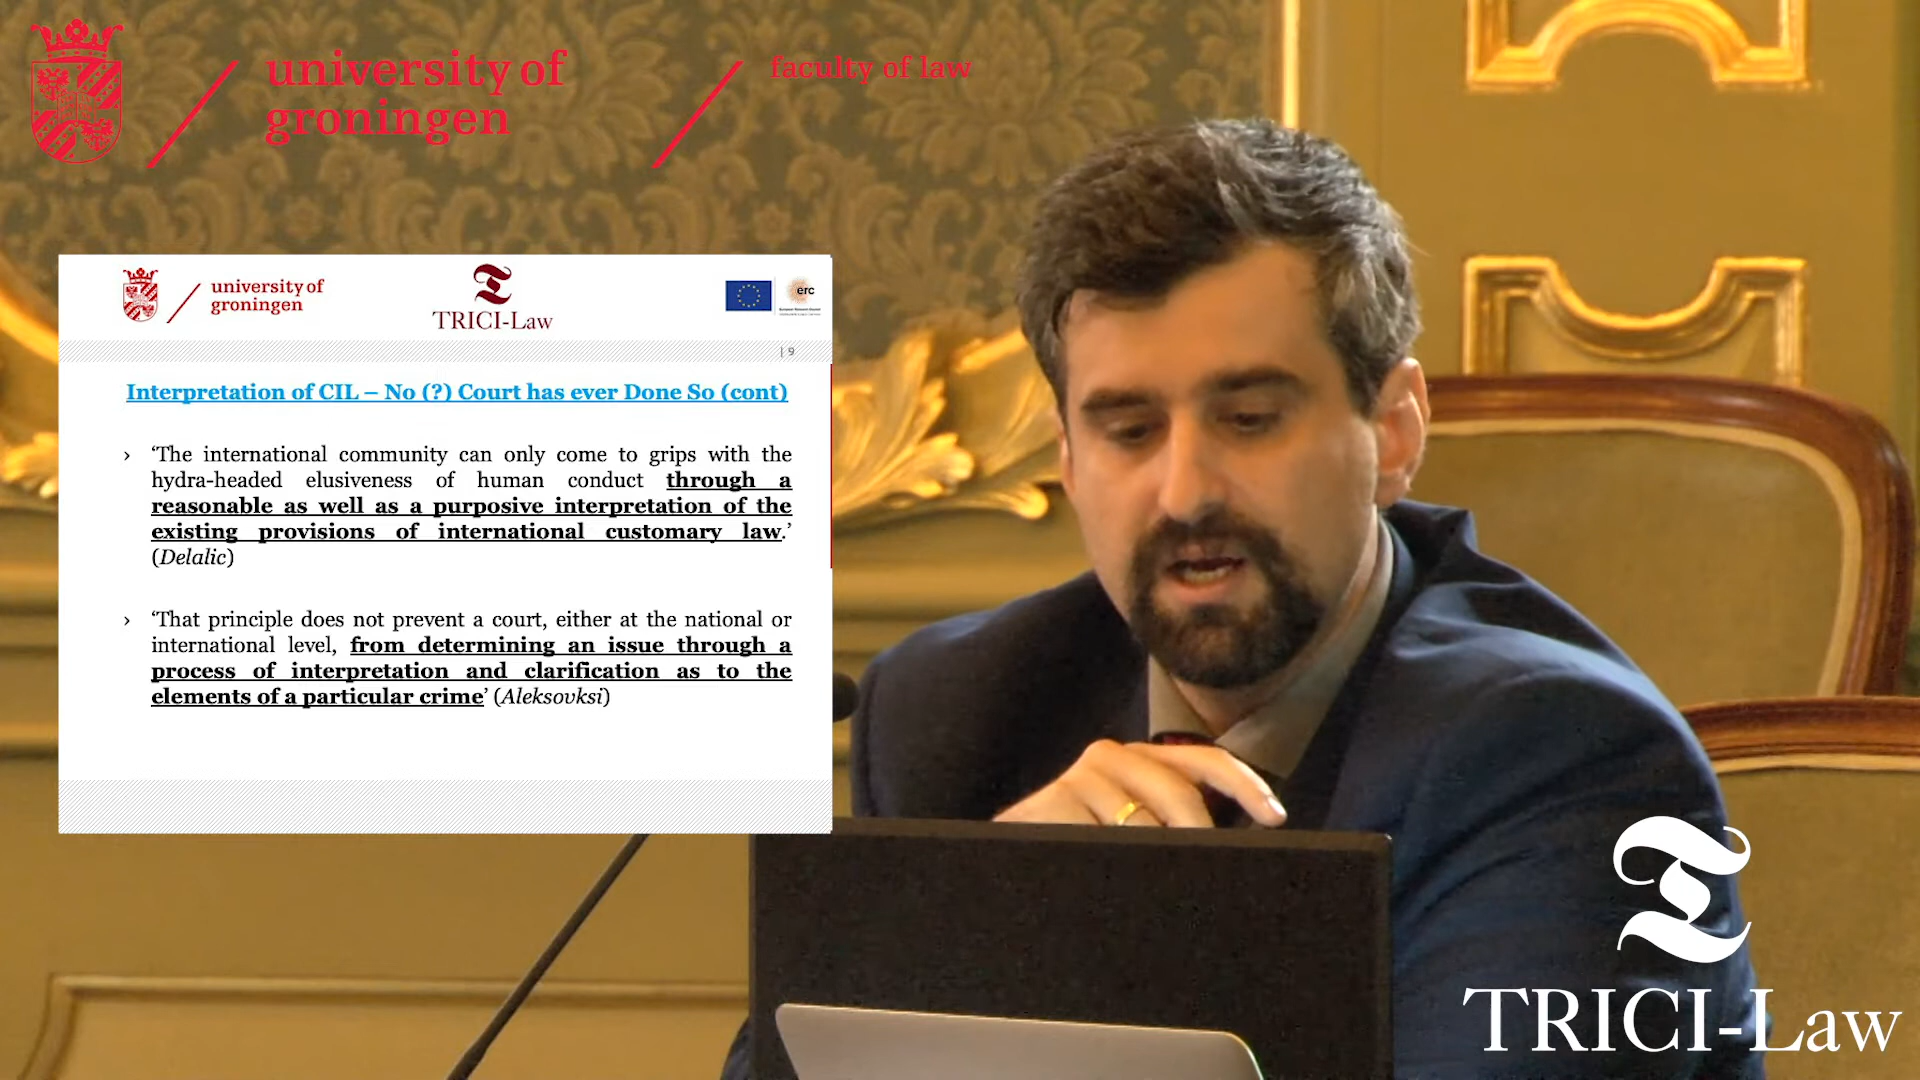 university of
groningen
faculty of law
university of
groningen
TRICI-Law
erc
| 9
Interpretation of CIL – No (?) Court has ever Done So (cont)
› ‘The international community can only come to grips with the
hydra-headed elusiveness of human conduct through a
reasonable as well as a purposive interpretation of the
existing provisions of international customary law.’
(Delalic)
› ‘That principle does not prevent a court, either at the national or
international level, from determining an issue through a
process of interpretation and clarification as to the
elements of a particular crime’ (Aleksovksi)
TRICI-Law